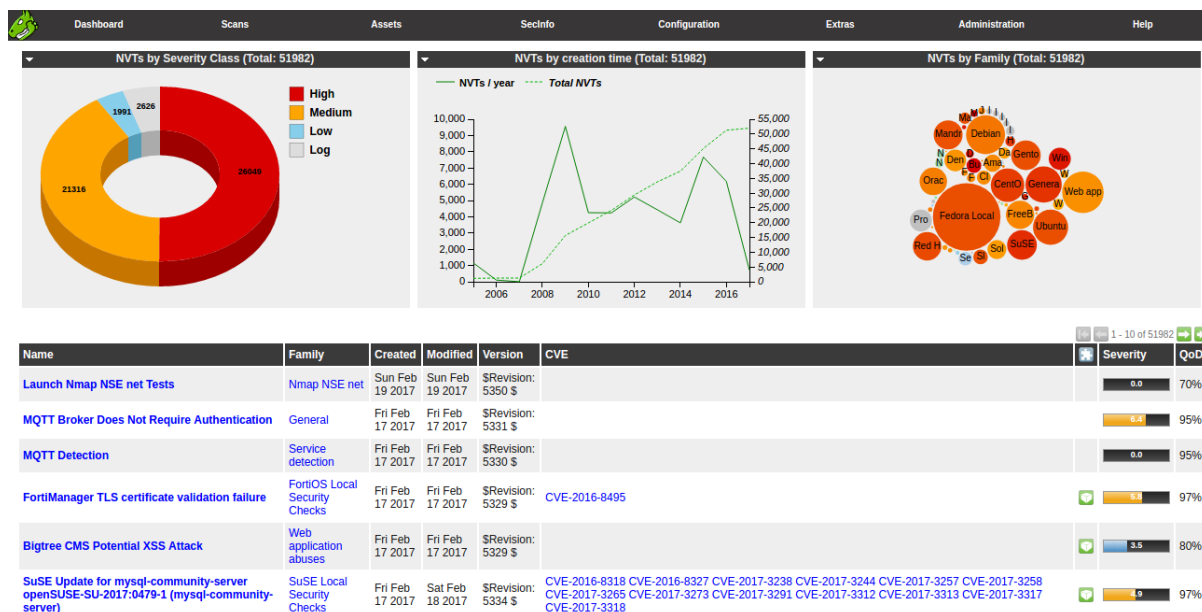 Dashboard Scans Assets SecInfo Configuration Extras Administration Help
NVTs by Severity Class (Total: 51982)
High
Medium
Low
Log
1991
2626
26049
21316
NVTs by creation time (Total: 51982)
NVTs / year Total NVTs
10,000
9,000
8,000
7,000
6,000
5,000
4,000
3,000
2,000
1,000
0
55,000
50,000
45,000
40,000
35,000
30,000
25,000
20,000
15,000
10,000
5,000
0
2006 2008 2010 2012 2014 2016
NVTs by Family (Total: 51982)
Ma
Mandr
Debian
Den
Da
Ama
Gento
Win
Orac
Cl
CentO
Genera
Web app
Fedora Local
FreeB
Pro
Ubuntu
Red H
Sol
SuSE
Se
Sl
1 - 10 of 51982
Name Family Created Modified Version CVE Severity QoD
Launch Nmap NSE net Tests
Nmap NSE net
Sun Feb
19 2017
Sun Feb
19 2017
$Revision:
5350 $
0.0
70%
MQTT Broker Does Not Require Authentication
General
Fri Feb
17 2017
Fri Feb
17 2017
$Revision:
5331 $
6.4
95%
MQTT Detection
Service
detection
Fri Feb
17 2017
Fri Feb
17 2017
$Revision:
5330 $
0.0
95%
FortiManager TLS certificate validation failure
FortiOS Local
Security
Checks
Fri Feb
17 2017
Fri Feb
17 2017
$Revision:
5329 $
CVE-2016-8495
5.8
97%
Bigtree CMS Potential XSS Attack
Web
application
abuses
Fri Feb
17 2017
Fri Feb
17 2017
$Revision:
5329 $
3.5
80%
SuSE Update for mysql-community-server
openSUSE-SU-2017:0479-1 (mysql-community-
server)
SuSE Local
Security
Checks
Fri Feb
17 2017
Sat Feb
18 2017
$Revision:
5334 $
CVE-2016-8318 CVE-2016-8327 CVE-2017-3238 CVE-2017-3244 CVE-2017-3257 CVE-2017-3258
CVE-2017-3265 CVE-2017-3273 CVE-2017-3291 CVE-2017-3312 CVE-2017-3313 CVE-2017-3317
CVE-2017-3318
4.9
97%